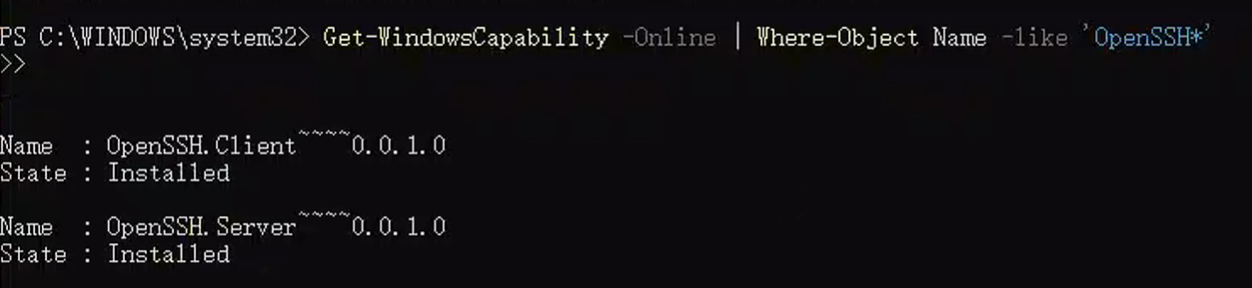 PS C:\WINDOWS\system32> Get-WindowsCapability -Online | Where-Object Name -like 'OpenSSH*'
>>
Name  : OpenSSH.Client~~~~0.0.1.0
State : Installed
Name  : OpenSSH.Server~~~~0.0.1.0
State : Installed